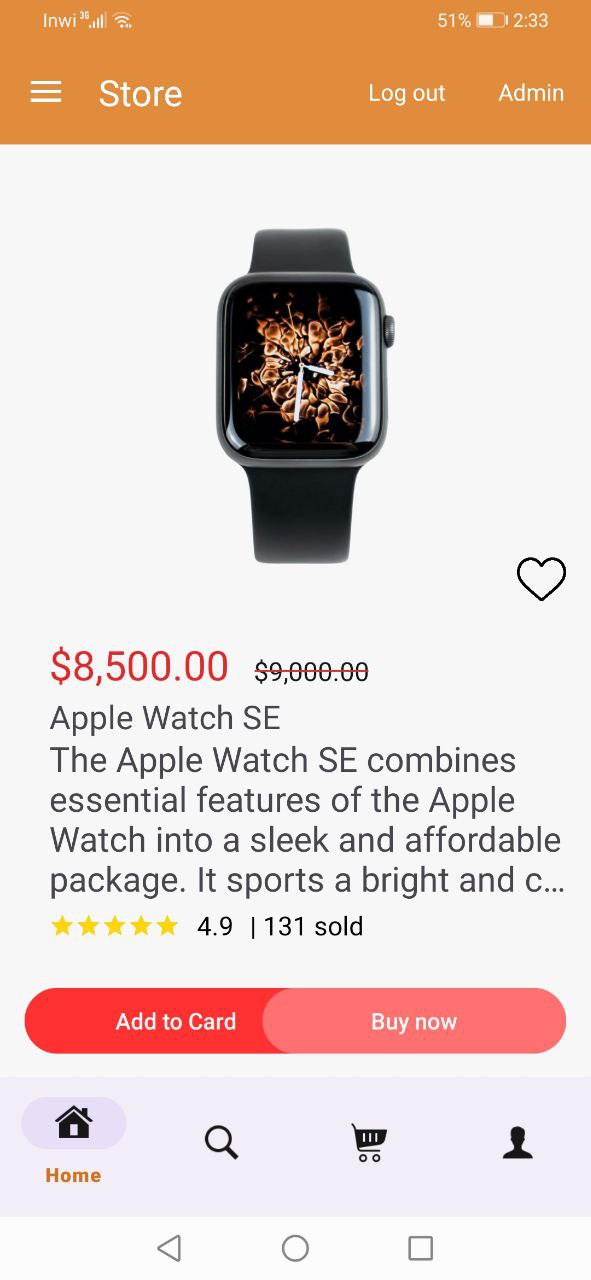 Inwi 3G 51% 2:33
Store Log out Admin
$8,500.00 $9,000.00
Apple Watch SE
The Apple Watch SE combines
essential features of the Apple
Watch into a sleek and affordable
package. It sports a bright and c...
4.9 | 131 sold
Add to Card Buy now
Home